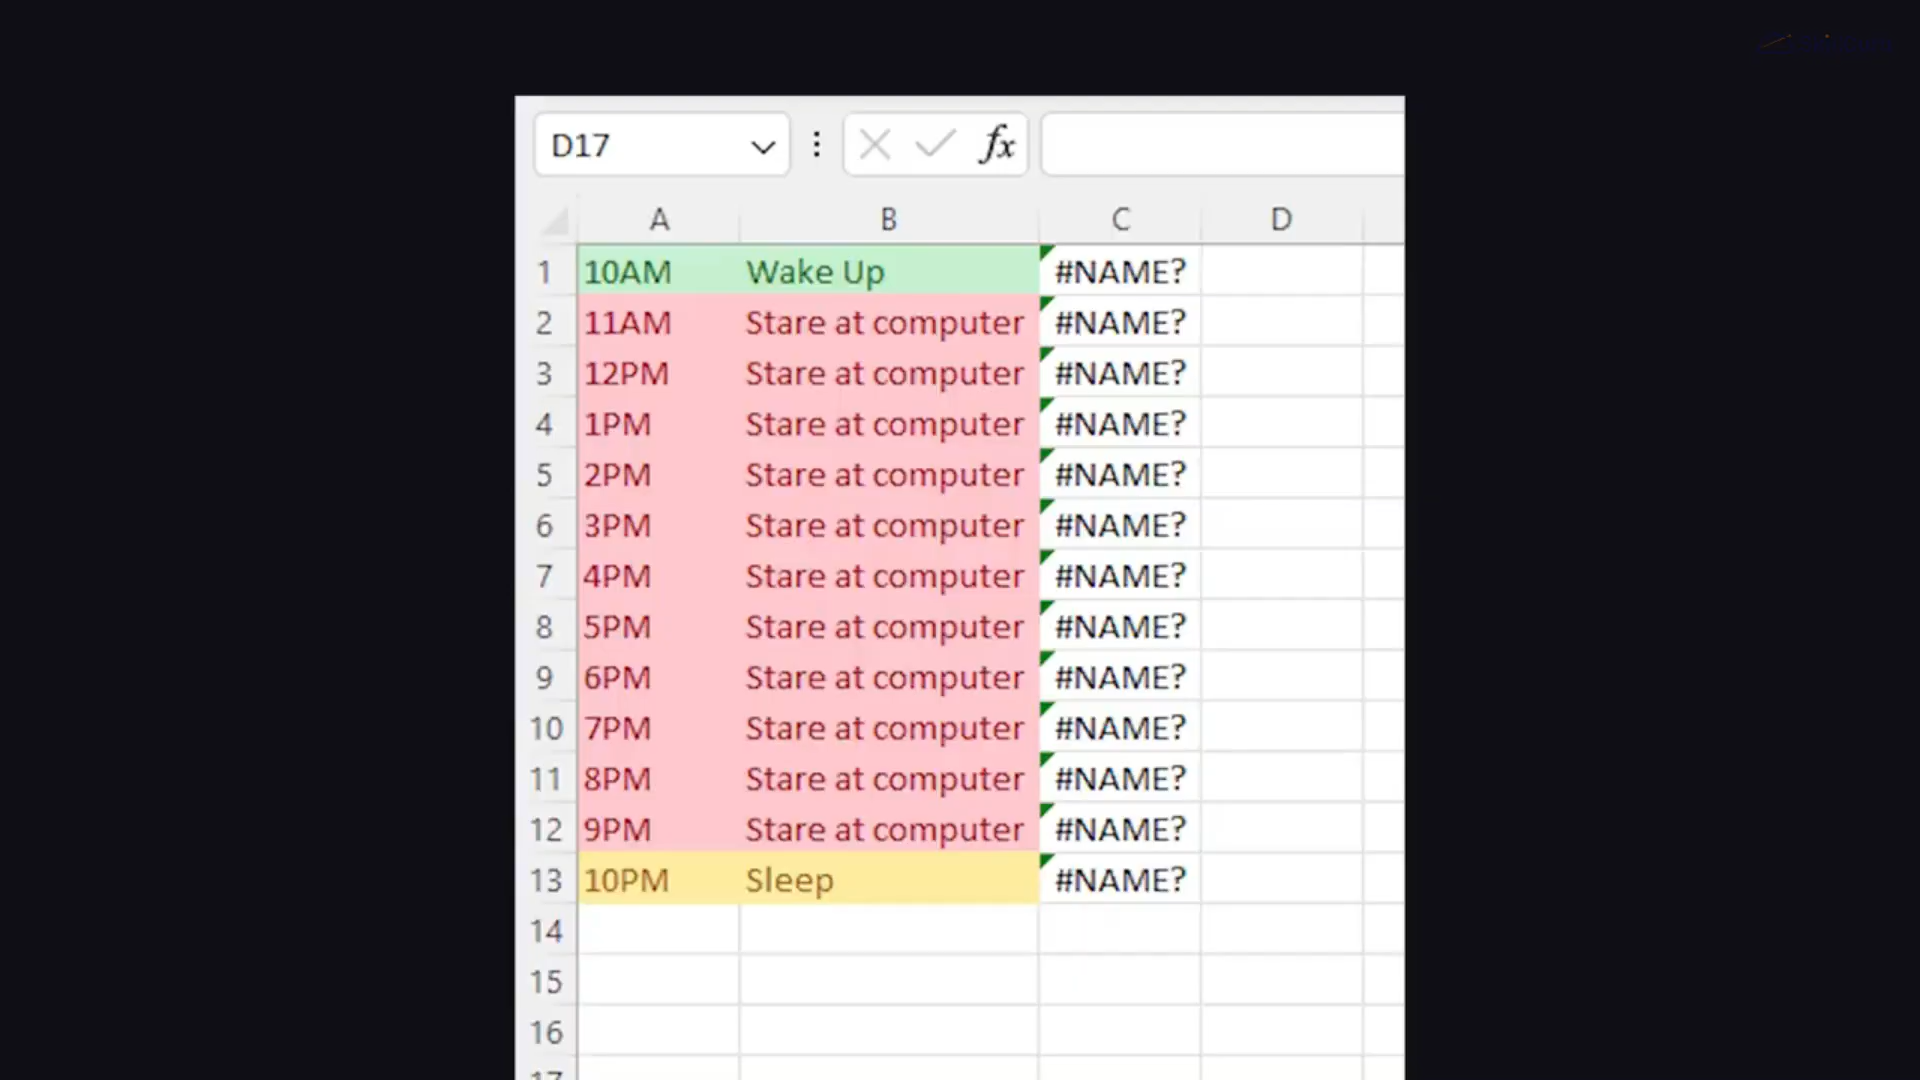 D17 fx
A B C D
1 10AM Wake Up #NAME?
2 11AM Stare at computer #NAME?
3 12PM Stare at computer #NAME?
4 1PM Stare at computer #NAME?
5 2PM Stare at computer #NAME?
6 3PM Stare at computer #NAME?
7 4PM Stare at computer #NAME?
8 5PM Stare at computer #NAME?
9 6PM Stare at computer #NAME?
10 7PM Stare at computer #NAME?
11 8PM Stare at computer #NAME?
12 9PM Stare at computer #NAME?
13 10PM Sleep #NAME?
14
15
16
17